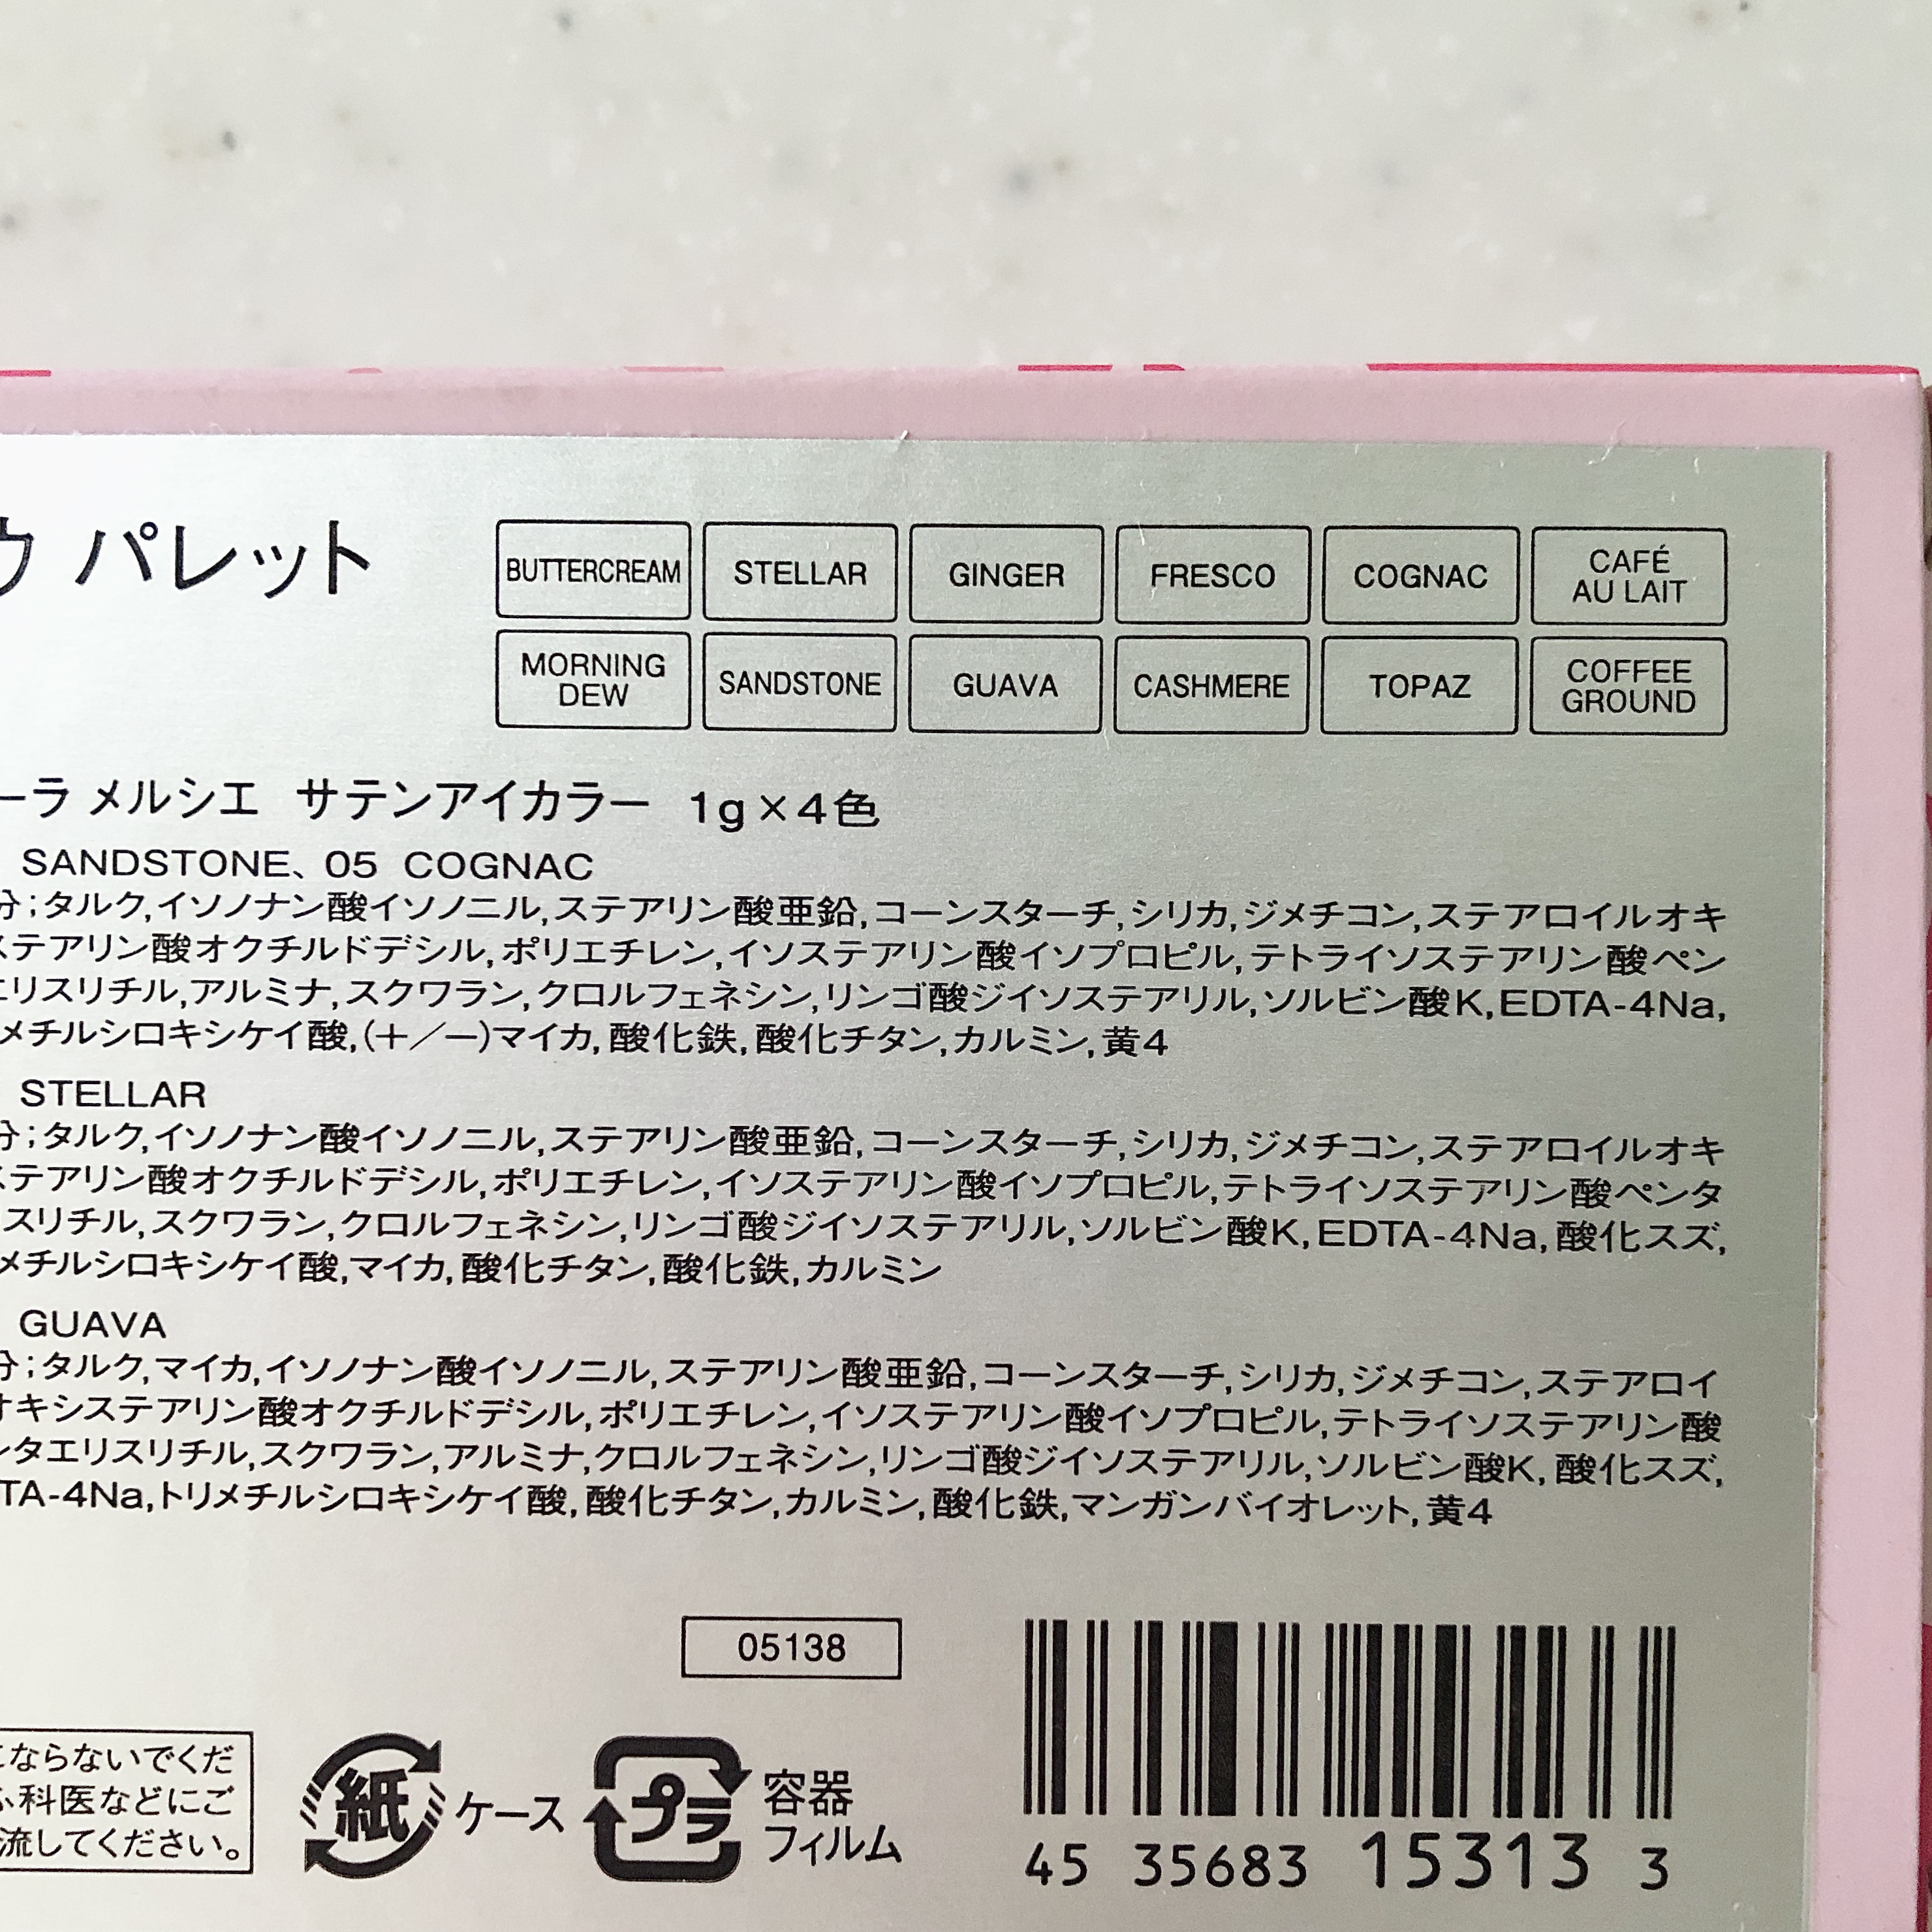 ウ パレット
BUTTERCREAM STELLAR GINGER FRESCO COGNAC CAFÉ AU LAIT
MORNING DEW SANDSTONE GUAVA CASHMERE TOPAZ COFFEE GROUND
ーラ メルシエ サテンアイカラー 1g×4色
SANDSTONE、05 COGNAC
分;タルク,イソノナン酸イソノニル,ステアリン酸亜鉛,コーンスターチ,シリカ,ジメチコン,ステアロイルオキ
ステアリン酸オクチルドデシル,ポリエチレン,イソステアリン酸イソプロピル,テトライソステアリン酸ペン
エリスリチル,アルミナ,スクワラン,クロルフェネシン,リンゴ酸ジイソステアリル,ソルビン酸K,EDTA-4Na,
メチルシロキシケイ酸,(+/−)マイカ,酸化鉄,酸化チタン,カルミン,黄4
STELLAR
分;タルク,イソノナン酸イソノニル,ステアリン酸亜鉛,コーンスターチ,シリカ,ジメチコン,ステアロイルオキ
ステアリン酸オクチルドデシル,ポリエチレン,イソステアリン酸イソプロピル,テトライソステアリン酸ペンタ
スリチル,スクワラン,クロルフェネシン,リンゴ酸ジイソステアリル,ソルビン酸K,EDTA-4Na,酸化スズ,
メチルシロキシケイ酸,マイカ,酸化チタン,酸化鉄,カルミン
GUAVA
分;タルク,マイカ,イソノナン酸イソノニル,ステアリン酸亜鉛,コーンスターチ,シリカ,ジメチコン,ステアロイ
オキシステアリン酸オクチルドデシル,ポリエチレン,イソステアリン酸イソプロピル,テトライソステアリン酸
ンタエリスリチル,スクワラン,アルミナ,クロルフェネシン,リンゴ酸ジイソステアリル,ソルビン酸K,酸化スズ,
TA-4Na,トリメチルシロキシケイ酸,酸化チタン,カルミン,酸化鉄,マンガンバイオレット,黄4
05138
にならないでくだ
ふ科医などにご
流してください。
紙 ケース
プラ 容器
フィルム
45 35683 15313 3